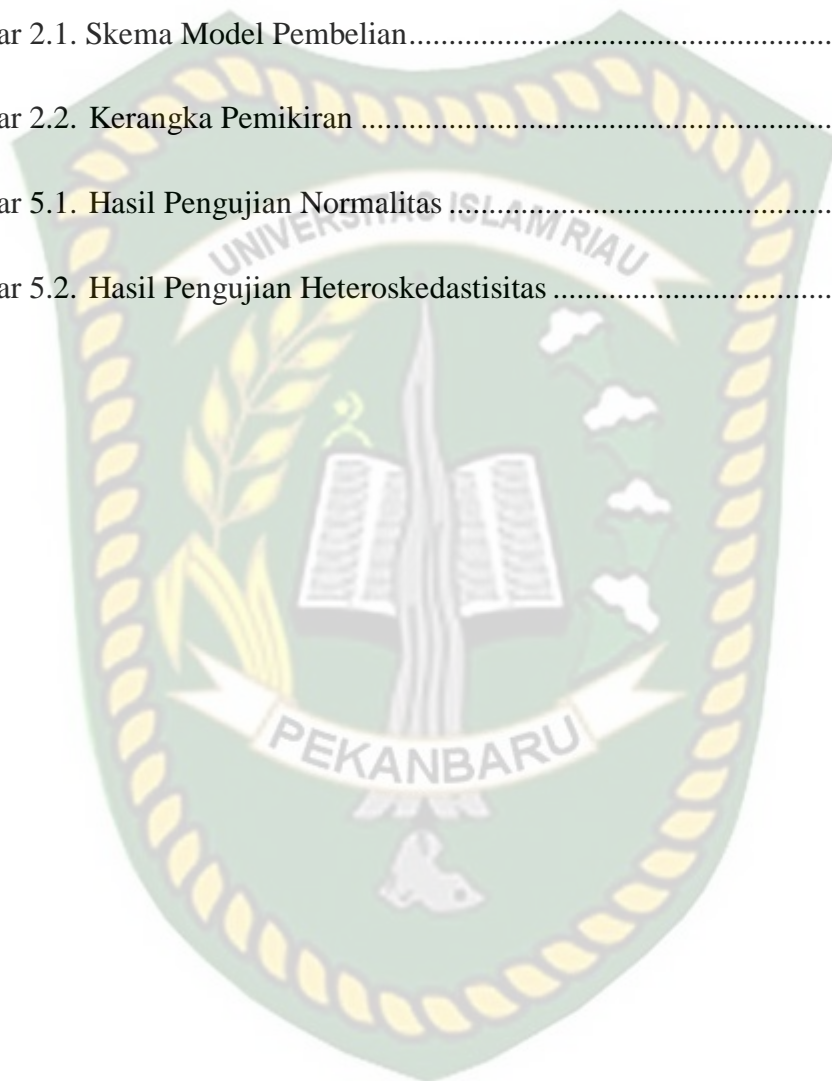 ar 2.1. Skema Model Pembelian......................................................
ar 2.2. Kerangka Pemikiran ............................................................
ar 5.1. Hasil Pengujian Normalitas .................................................
UNIVERSITAS ISLAM RIAU
ar 5.2. Hasil Pengujian Heteroskedastisitas ...................................
PEKANBARU